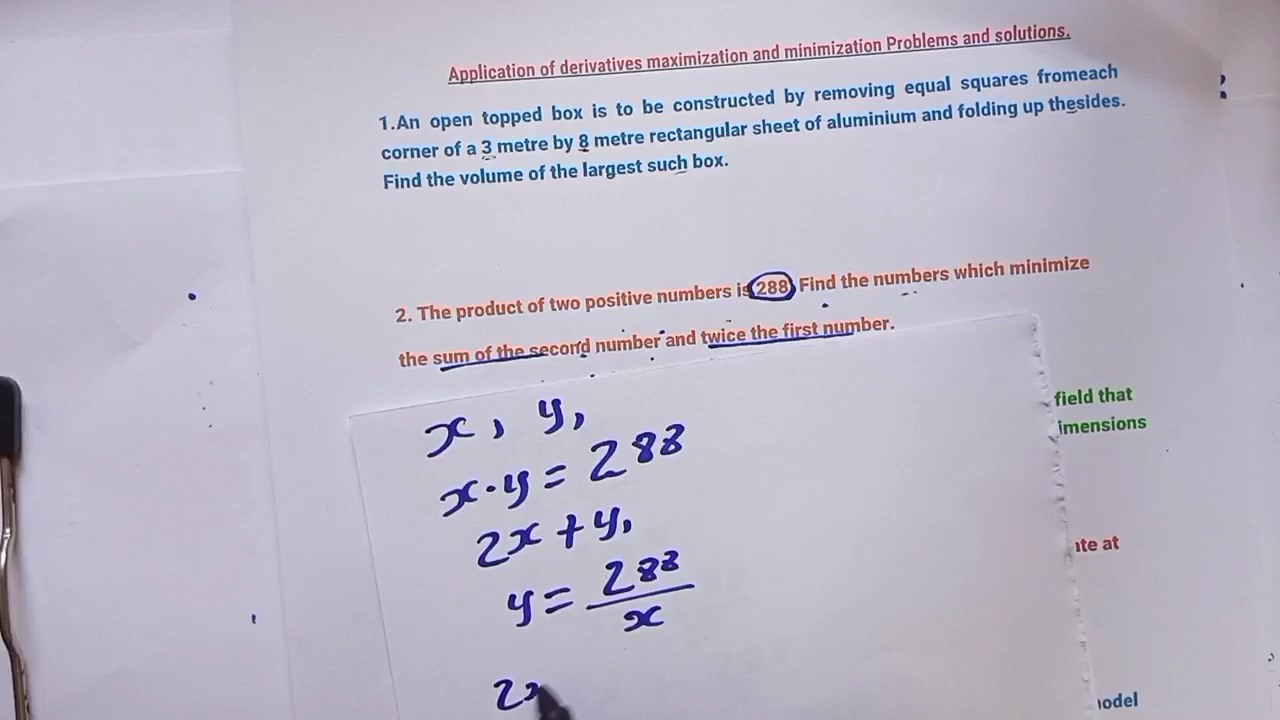 Application of derivatives maximization and minimization Problems and solutions.
1.An open topped box is to be constructed by removing equal squares fromeach
corner of a 3 metre by 8 metre rectangular sheet of aluminium and folding up thesides.
Find the volume of the largest such box.
2. The product of two positive numbers is 288. Find the numbers which minimize
the sum of the second number and twice the first number.
x, y,
x·y = 288
2x + y,
y = 288/x
2x
field that
imensions
te at
odel